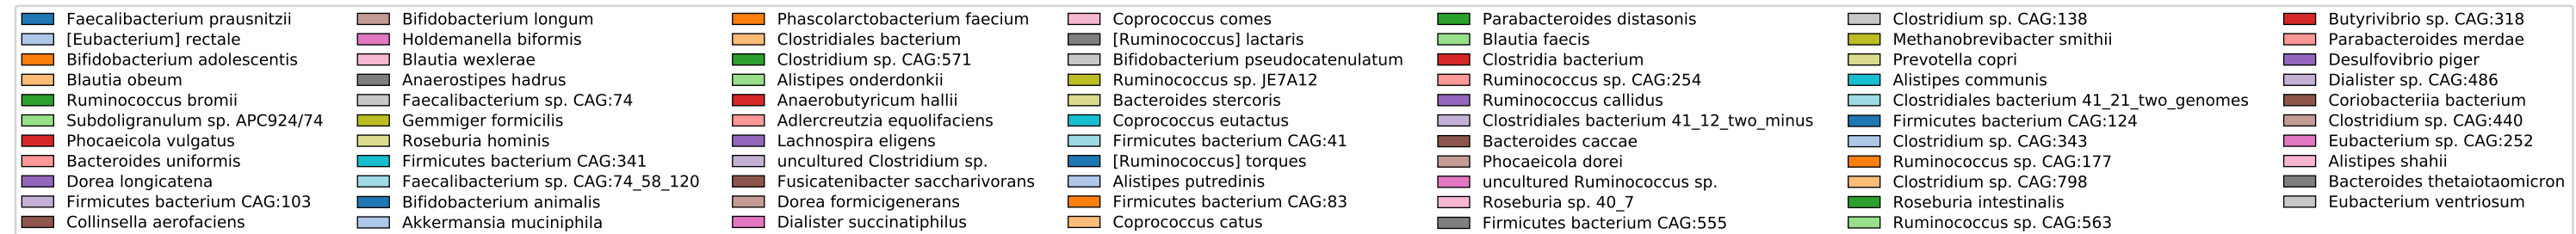 Faecalibacterium prausnitzii
[Eubacterium] rectale
Bifidobacterium adolescentis
Blautia obeum
Ruminococcus bromii
Subdoligranulum sp. APC924/74
Phocaeicola vulgatus
Bacteroides uniformis
Dorea longicatena
Firmicutes bacterium CAG:103
Collinsella aerofaciens
Bifidobacterium longum
Holdemanella biformis
Blautia wexlerae
Anaerostipes hadrus
Faecalibacterium sp. CAG:74
Gemmiger formicilis
Roseburia hominis
Firmicutes bacterium CAG:341
Faecalibacterium sp. CAG:74_58_120
Bifidobacterium animalis
Akkermansia muciniphila
Phascolarctobacterium faecium
Clostridiales bacterium
Clostridium sp. CAG:571
Alistipes onderdonkii
Anaerobutyricum hallii
Adlercreutzia equolifaciens
Lachnospira eligens
uncultured Clostridium sp.
Fusicatenibacter saccharivorans
Dorea formicigenerans
Dialister succinatiphilus
Coprococcus comes
[Ruminococcus] lactaris
Bifidobacterium pseudocatenulatum
Ruminococcus sp. JE7A12
Bacteroides stercoris
Coprococcus eutactus
Firmicutes bacterium CAG:41
[Ruminococcus] torques
Alistipes putredinis
Firmicutes bacterium CAG:83
Coprococcus catus
Parabacteroides distasonis
Blautia faecis
Clostridia bacterium
Ruminococcus sp. CAG:254
Ruminococcus callidus
Clostridiales bacterium 41_12_two_minus
Bacteroides caccae
Phocaeicola dorei
uncultured Ruminococcus sp.
Roseburia sp. 40_7
Firmicutes bacterium CAG:555
Clostridium sp. CAG:138
Methanobrevibacter smithii
Prevotella copri
Alistipes communis
Clostridiales bacterium 41_21_two_genomes
Firmicutes bacterium CAG:124
Clostridium sp. CAG:343
Ruminococcus sp. CAG:177
Clostridium sp. CAG:798
Roseburia intestinalis
Ruminococcus sp. CAG:563
Butyrivibrio sp. CAG:318
Parabacteroides merdae
Desulfovibrio piger
Dialister sp. CAG:486
Coriobacteriia bacterium
Clostridium sp. CAG:440
Eubacterium sp. CAG:252
Alistipes shahii
Bacteroides thetaiotaomicron
Eubacterium ventriosum